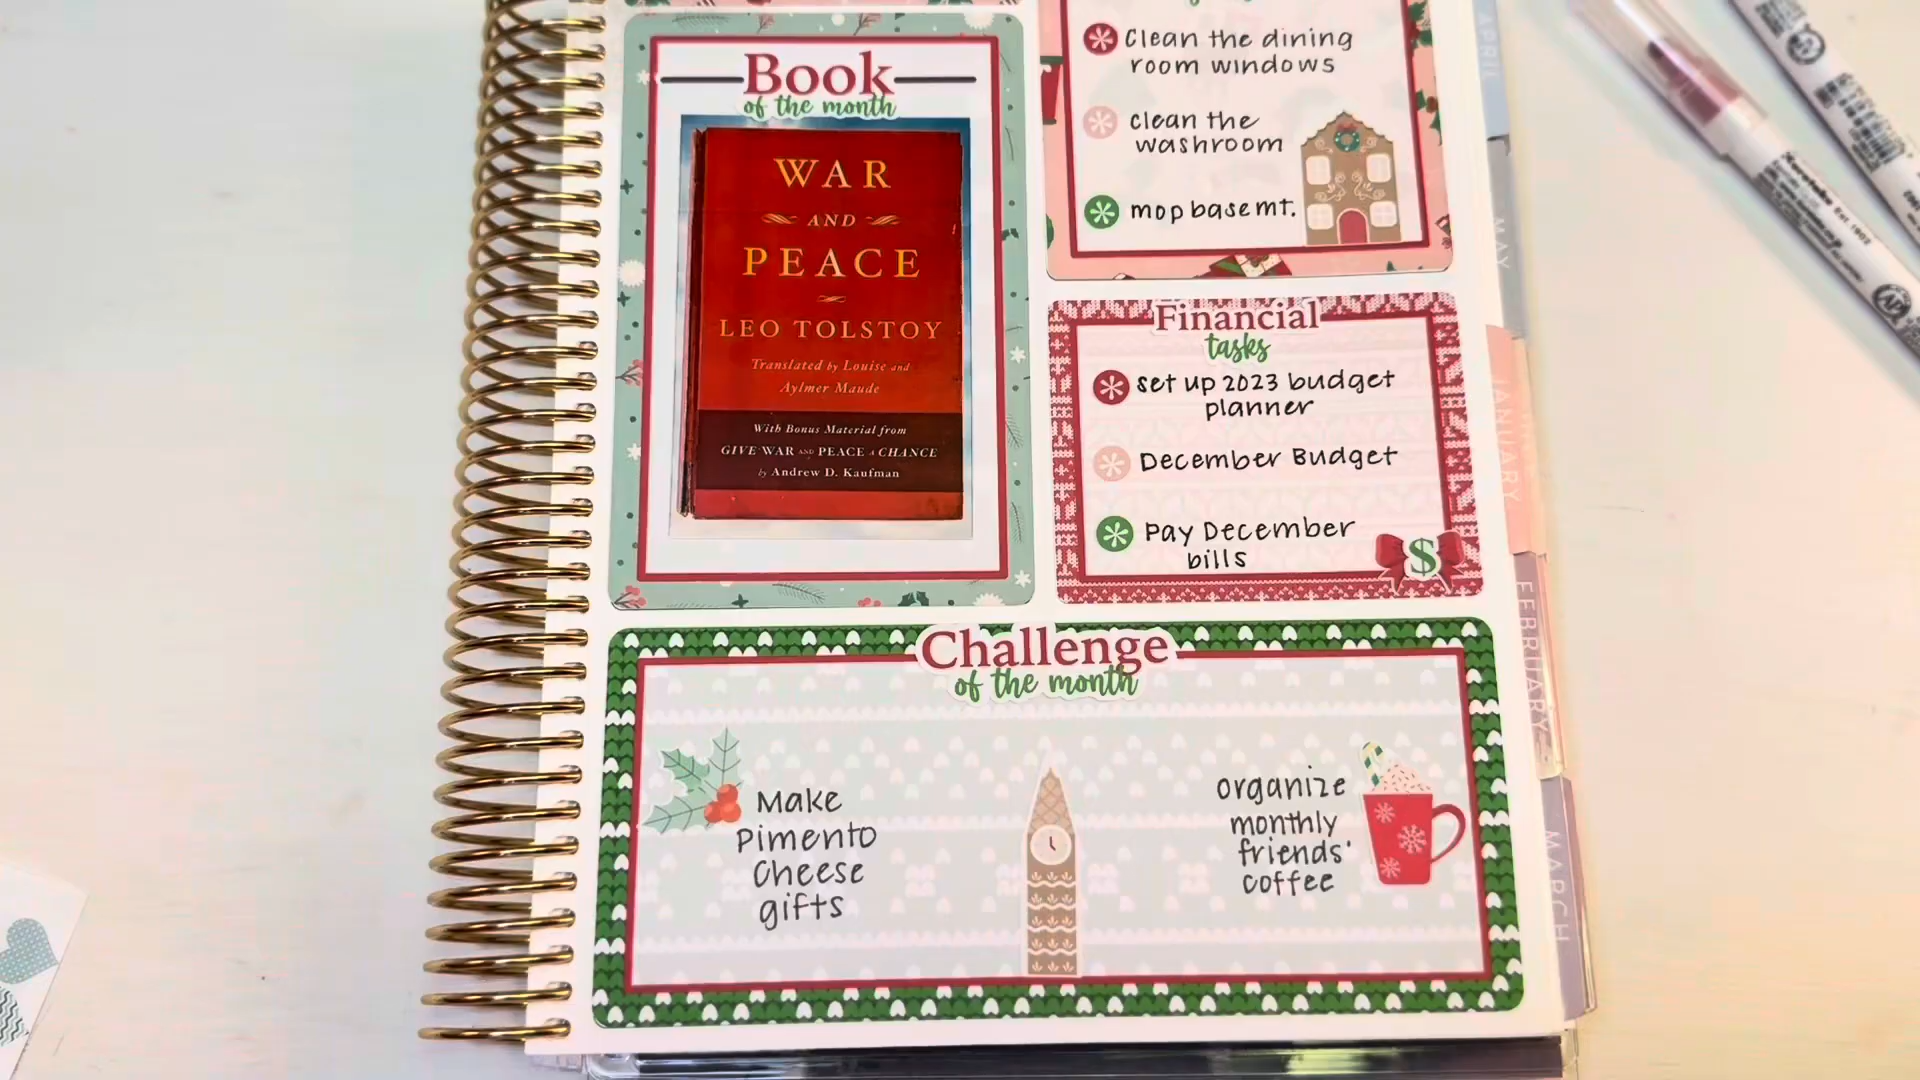 Book
of the month
WAR
AND
PEACE
LEO TOLSTOY
Translated by Louise and
Aylmer Maude
With Bonus Material from
GIVE WAR AND PEACE A CHANCE
by Andrew D. Kaufman
Clean the dining
room windows
clean the
washroom
mop basemt.
Financial
tasks
set up 2023 budget
planner
December Budget
Pay December
bills
$
Challenge
of the month
Make
Pimento
Cheese
gifts
organize
monthly
friends'
coffee
APRIL
MAY
JANUARY
FEBRUARY
MARCH
AP